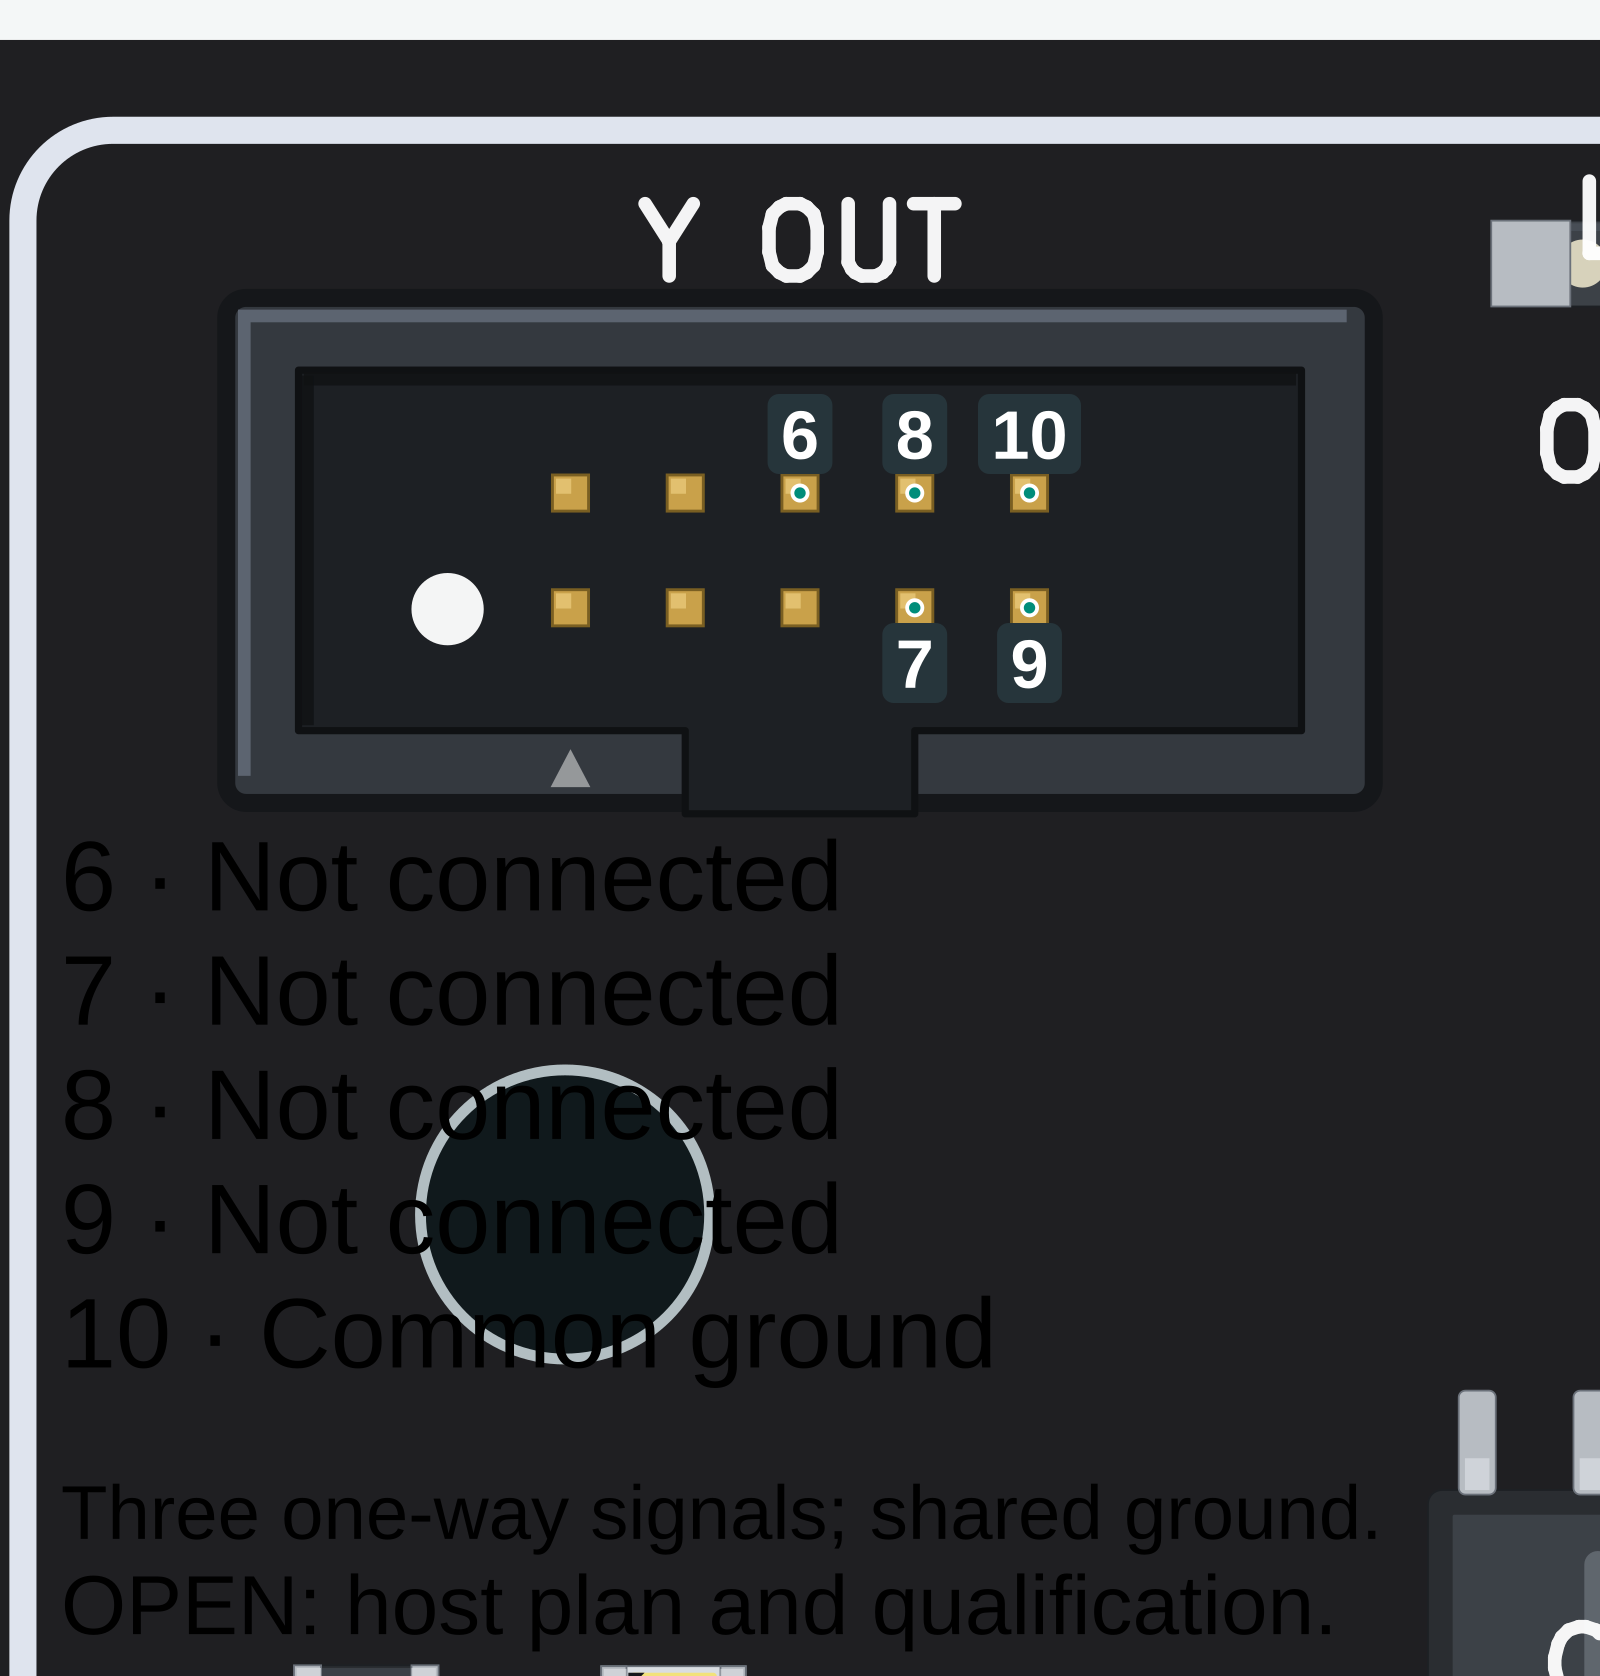 Y OUT
6 8 10
7 9
6 · Not connected
7 · Not connected
8 · Not connected
9 · Not connected
10 · Common ground
Three one-way signals; shared ground.
OPEN: host plan and qualification.